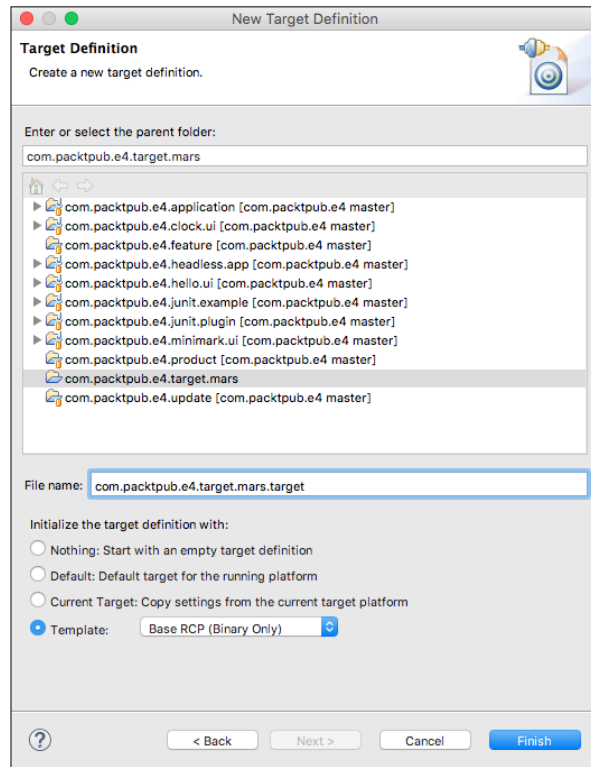 New Target Definition
Target Definition
Create a new target definition.
Enter or select the parent folder:
com.packtpub.e4.target.mars
com.packtpub.e4.application [com.packtpub.e4 master]
com.packtpub.e4.clock.ui [com.packtpub.e4 master]
com.packtpub.e4.feature [com.packtpub.e4 master]
com.packtpub.e4.headless.app [com.packtpub.e4 master]
com.packtpub.e4.hello.ui [com.packtpub.e4 master]
com.packtpub.e4.junit.example [com.packtpub.e4 master]
com.packtpub.e4.junit.plugin [com.packtpub.e4 master]
com.packtpub.e4.minimark.ui [com.packtpub.e4 master]
com.packtpub.e4.product [com.packtpub.e4 master]
com.packtpub.e4.target.mars
com.packtpub.e4.update [com.packtpub.e4 master]
File name: com.packtpub.e4.target.mars.target
Initialize the target definition with:
Nothing: Start with an empty target definition
Default: Default target for the running platform
Current Target: Copy settings from the current target platform
Template: Base RCP (Binary Only)
? < Back Next > Cancel Finish